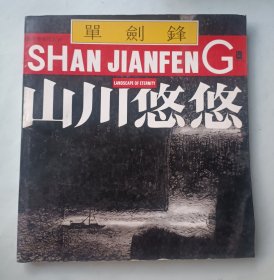 單劍鋒
SHAN JIANFENG
LANDSCAPE OF ETERNITY
山川悠悠